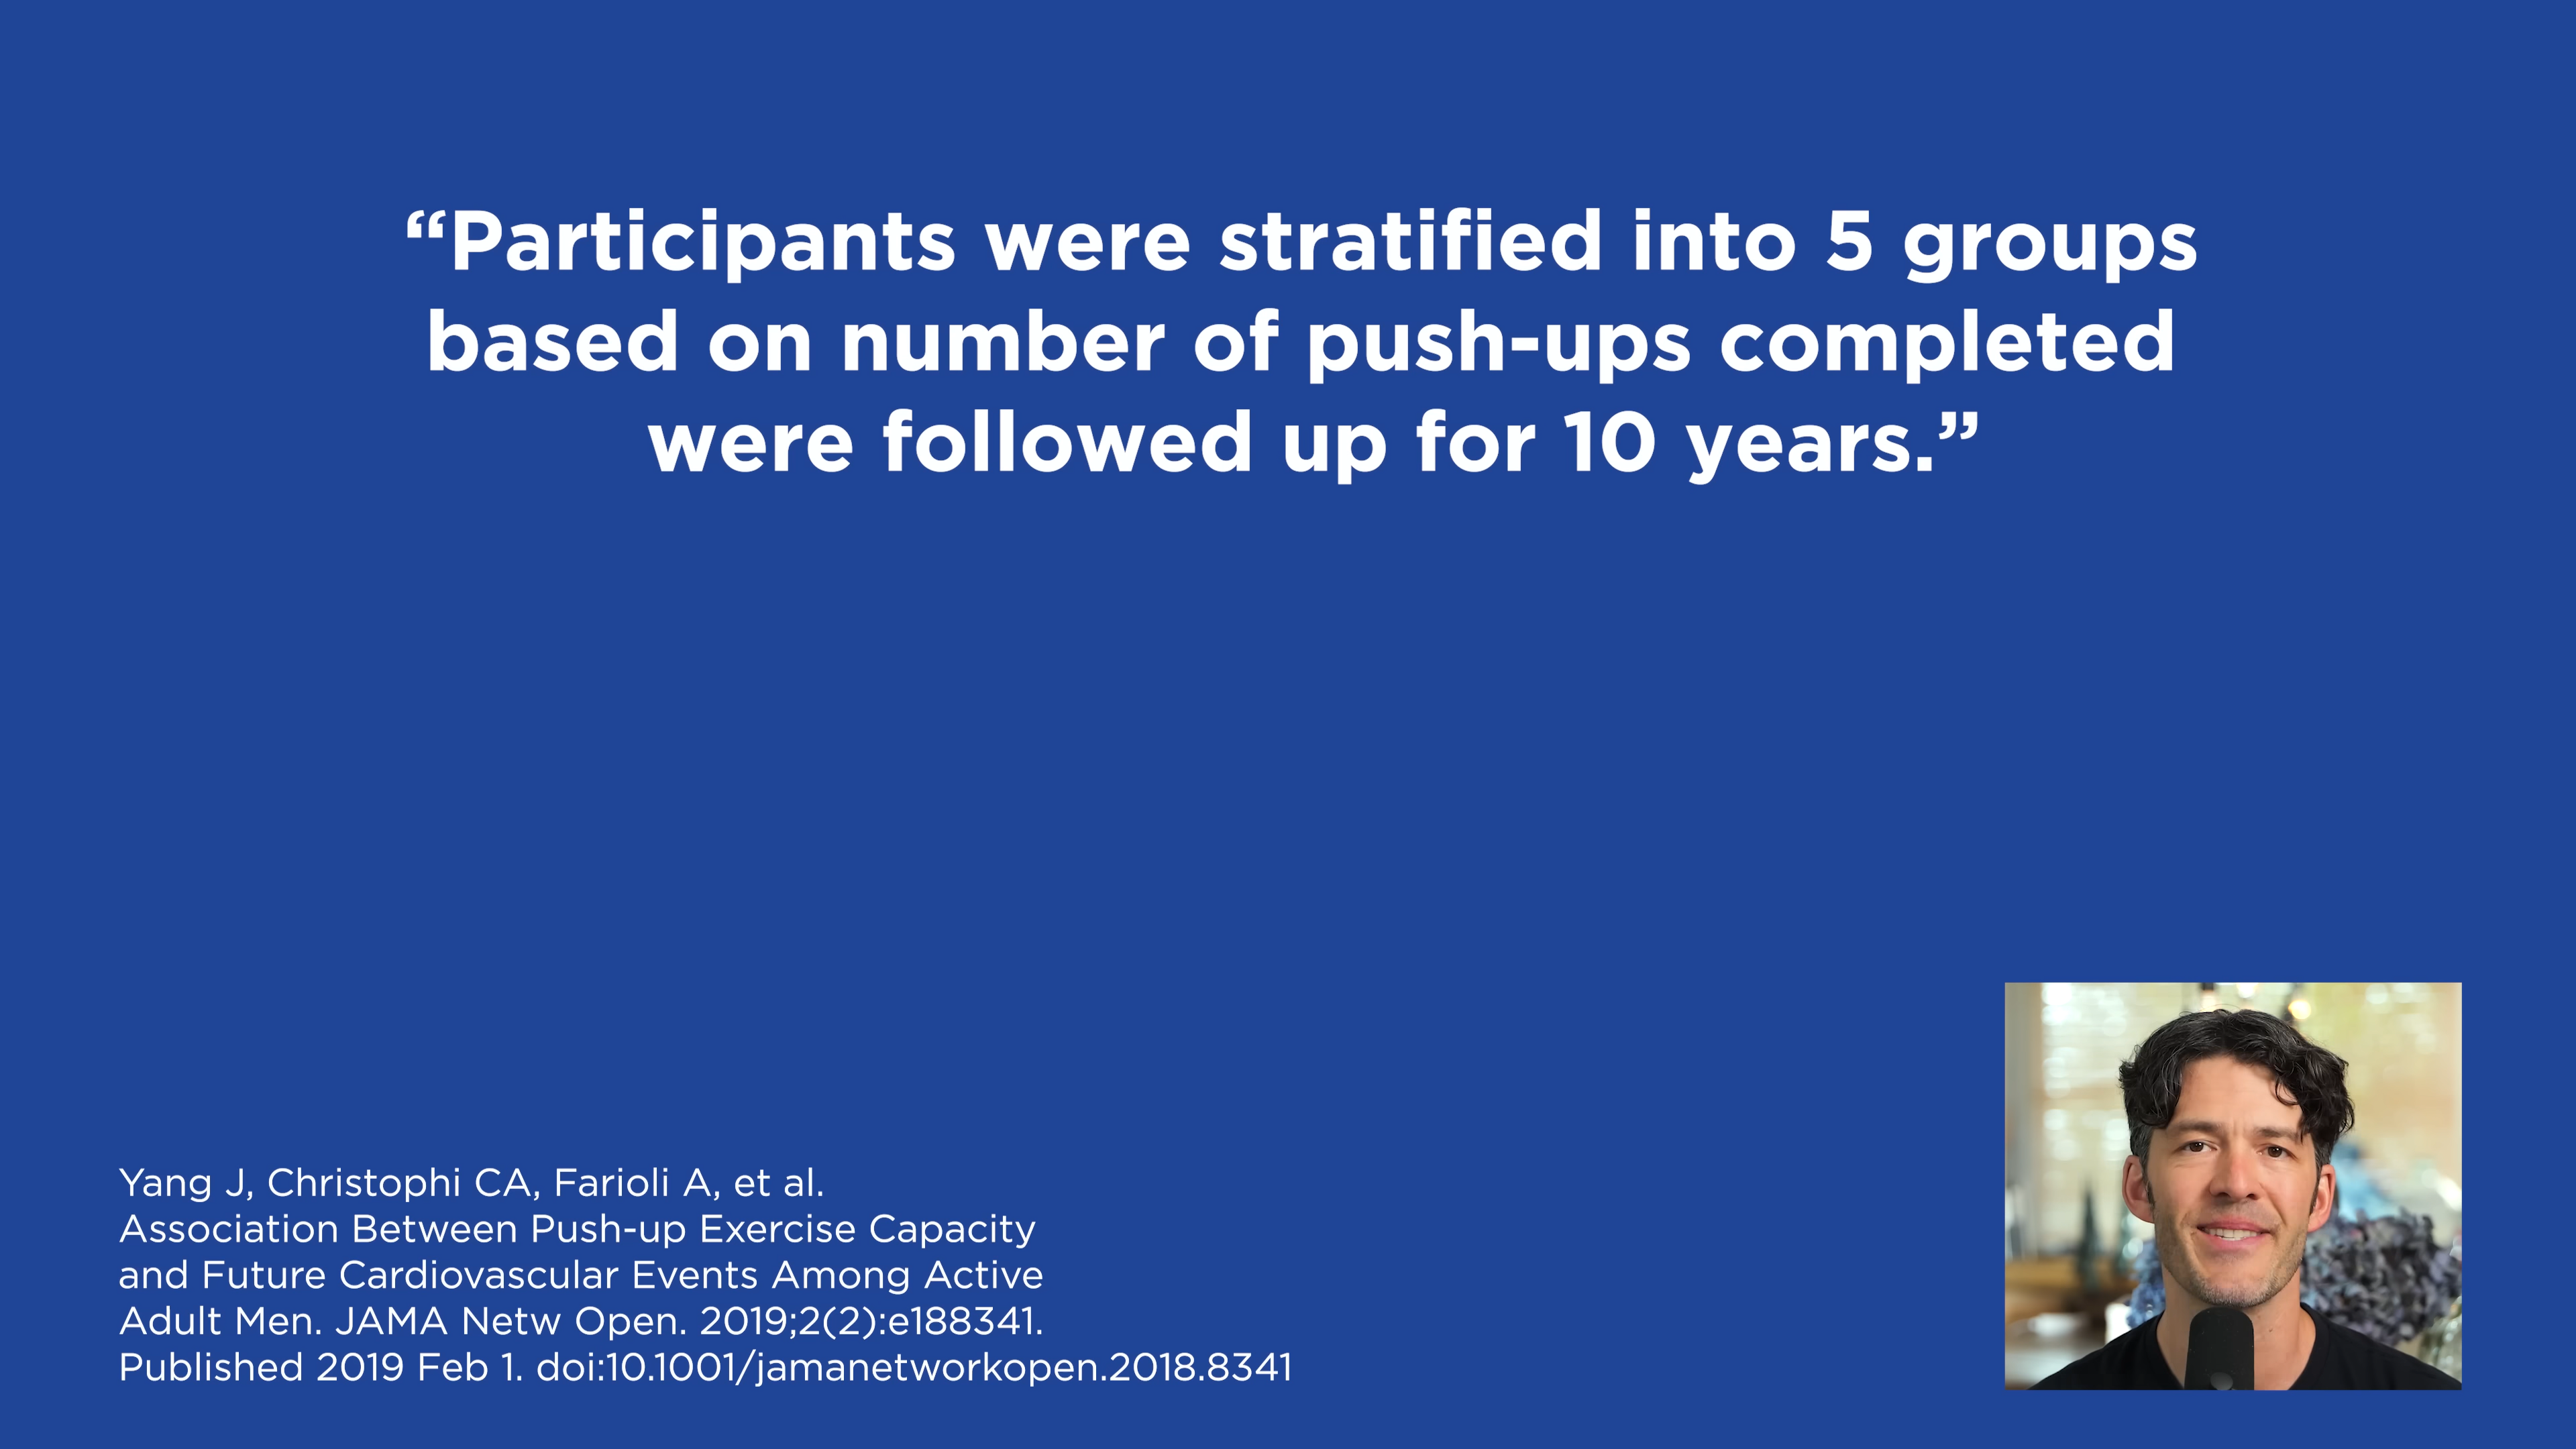 “Participants were stratified into 5 groups
based on number of push-ups completed
were followed up for 10 years.”
Yang J, Christophi CA, Farioli A, et al.
Association Between Push-up Exercise Capacity
and Future Cardiovascular Events Among Active
Adult Men. JAMA Netw Open. 2019;2(2):e188341.
Published 2019 Feb 1. doi:10.1001/jamanetworkopen.2018.8341